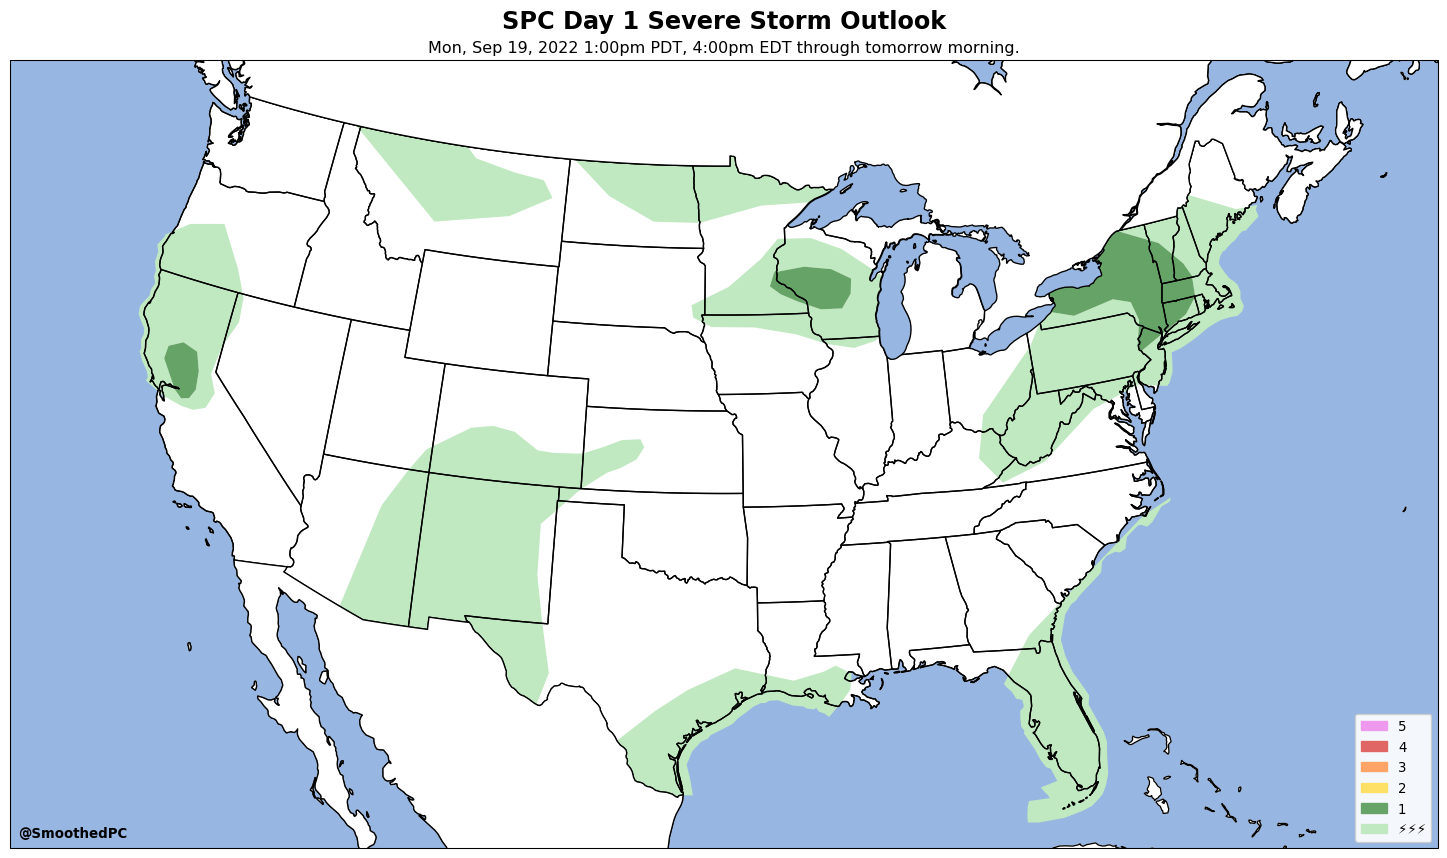 SPC Day 1 Severe Storm Outlook
Mon, Sep 19, 2022 1:00pm PDT, 4:00pm EDT through tomorrow morning.
5
4
3
2
1
⚡⚡⚡
@SmoothedPC